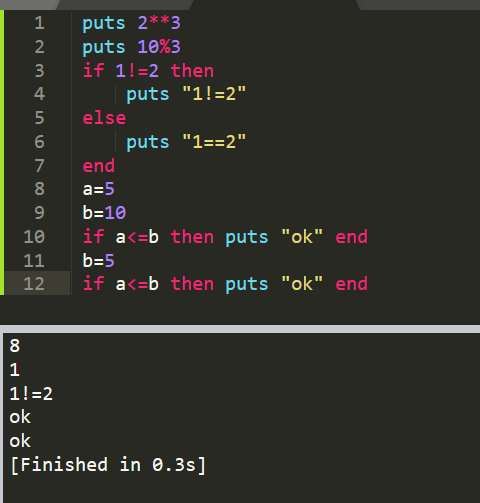 1 puts 2**3
2 puts 10%3
3 if 1!=2 then
4 puts "1!=2"
5 else
6 puts "1==2"
7 end
8 a=5
9 b=10
10 if a<=b then puts "ok" end
11 b=5
12 if a<=b then puts "ok" end
8
1
1!=2
ok
ok
[Finished in 0.3s]